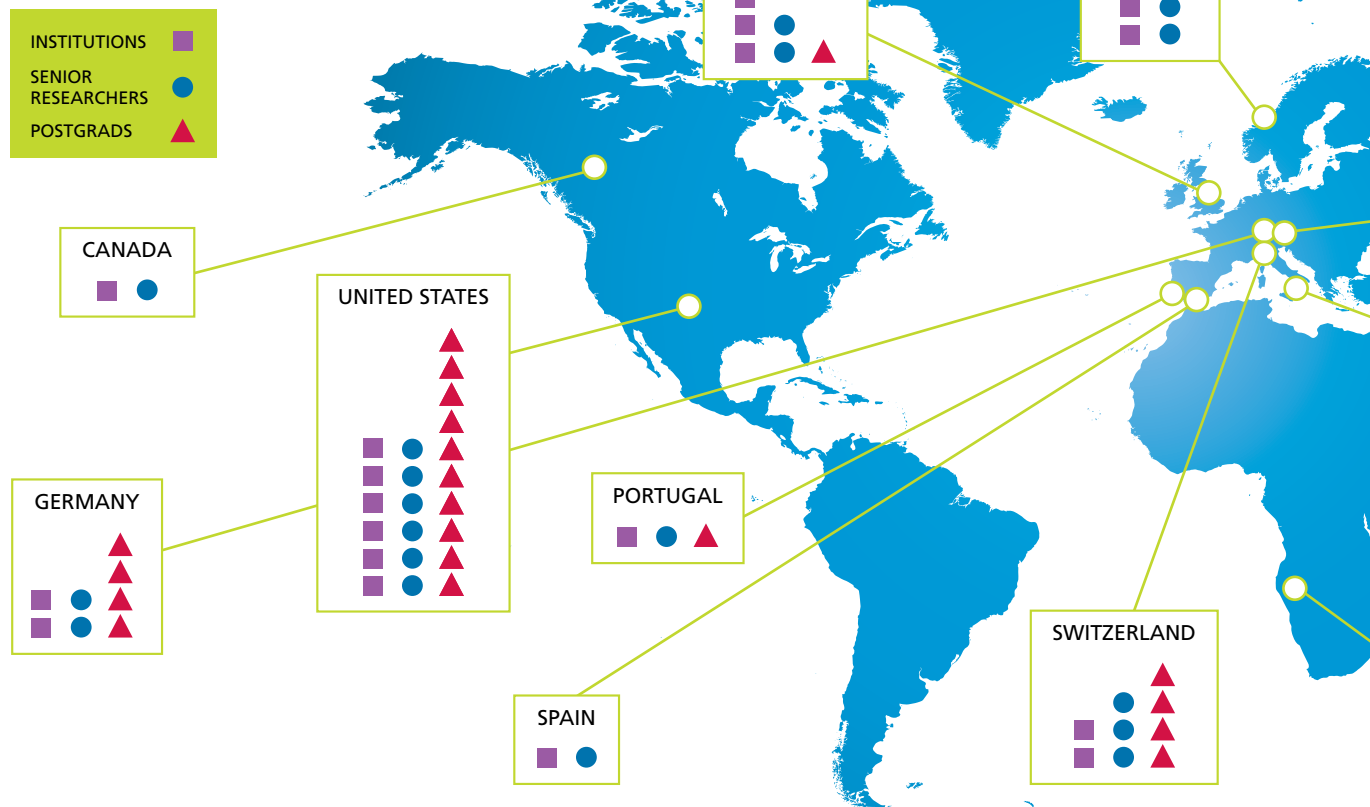 INSTITUTIONS
SENIOR
RESEARCHERS
POSTGRADS
CANADA
UNITED STATES
GERMANY
PORTUGAL
SPAIN
SWITZERLAND